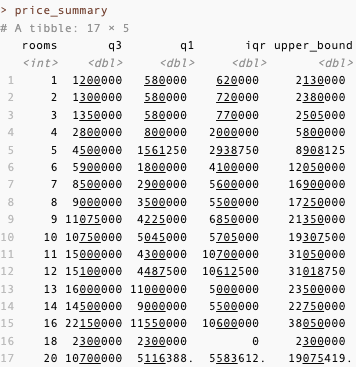 > price_summary
# A tibble: 17 × 5
rooms q3 q1 iqr upper_bound
<int> <dbl> <dbl> <dbl> <dbl>
1 1 1200000 580000 620000 2130000
2 2 1300000 580000 720000 2380000
3 3 1350000 580000 770000 2505000
4 4 2800000 800000 2000000 5800000
5 5 4500000 1561250 2938750 8908125
6 6 5900000 1800000 4100000 12050000
7 7 8500000 2900000 5600000 16900000
8 8 9000000 3500000 5500000 17250000
9 9 11075000 4225000 6850000 21350000
10 10 10750000 5045000 5705000 19307500
11 11 15000000 4300000 10700000 31050000
12 12 15100000 4487500 10612500 31018750
13 13 16000000 11000000 5000000 23500000
14 14 14500000 9000000 5500000 22750000
15 16 22150000 11550000 10600000 38050000
16 18 2300000 2300000 0 2300000
17 20 10700000 5116388. 5583612. 19075419.